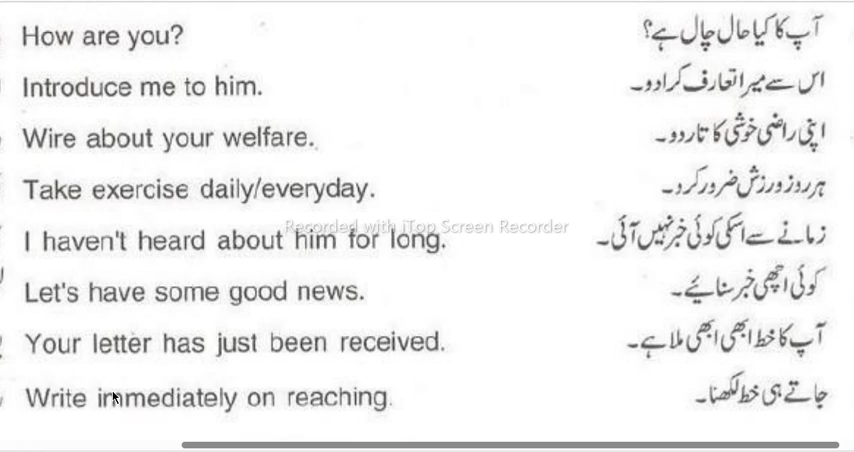 How are you? آپ کا کیا حال چال ہے؟
Introduce me to him. اس سے میرا تعارف کرا دو۔
Wire about your welfare. اپنی راضی خوشی کا تار دو۔
Take exercise daily/everyday. ہر روز ورزش ضرور کرو۔
Recorded with iTop Screen Recorder
I haven't heard about him for long. زمانے سے اسکی کوئی خبر نہیں آئی۔
Let's have some good news. کوئی اچھی خبر سنائیے۔
Your letter has just been received. آپ کا خط ابھی ابھی ملا ہے۔
Write immediately on reaching. جاتے ہی خط لکھنا۔